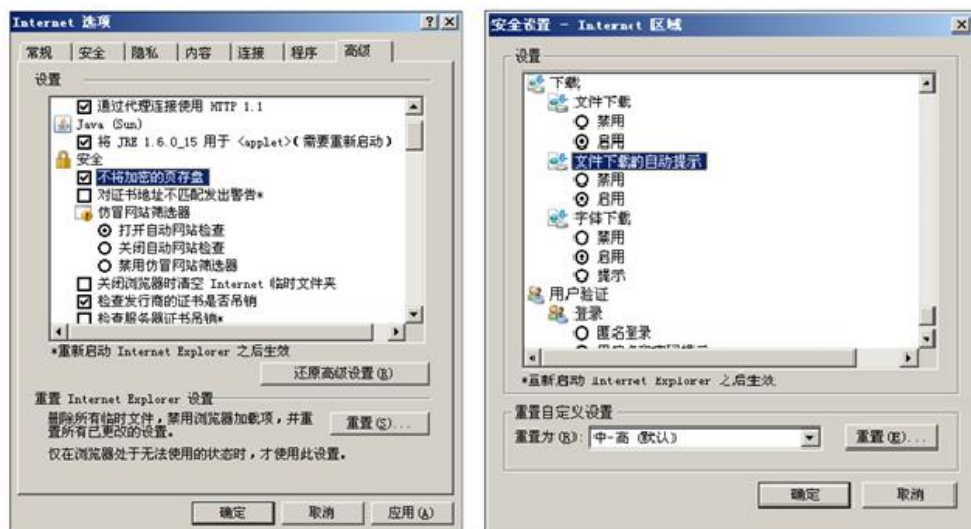 Internet 选项
常规 安全 隐私 内容 连接 程序 高级
设置
通过代理连接使用 HTTP 1.1
Java (Sun)
将 JRE 1.6.0_15 用于 <applet>(需要重新启动)
安全
不将加密的页存盘
对证书地址不匹配发出警告*
仿冒网站筛选器
打开自动网站检查
关闭自动网站检查
禁用仿冒网站筛选器
关闭浏览器时清空 Internet 临时文件夹
检查发行商的证书是否吊销
检查服务器证书吊销*
*重新启动 Internet Explorer 之后生效
还原高级设置(R)
重置 Internet Explorer 设置
删除所有临时文件，禁用浏览器加载项，并重
置所有已更改的设置。
重置(S)...
仅在浏览器处于无法使用的状态时，才使用此设置。
确定 取消 应用(A)
安全设置 - Internet 区域
设置
下载
文件下载
禁用
启用
文件下载的自动提示
禁用
启用
字体下载
禁用
启用
提示
用户验证
登录
匿名登录
*重新启动 Internet Explorer 之后生效
重置自定义设置
重置为(R): 中-高 (默认) 重置(E)...
确定 取消